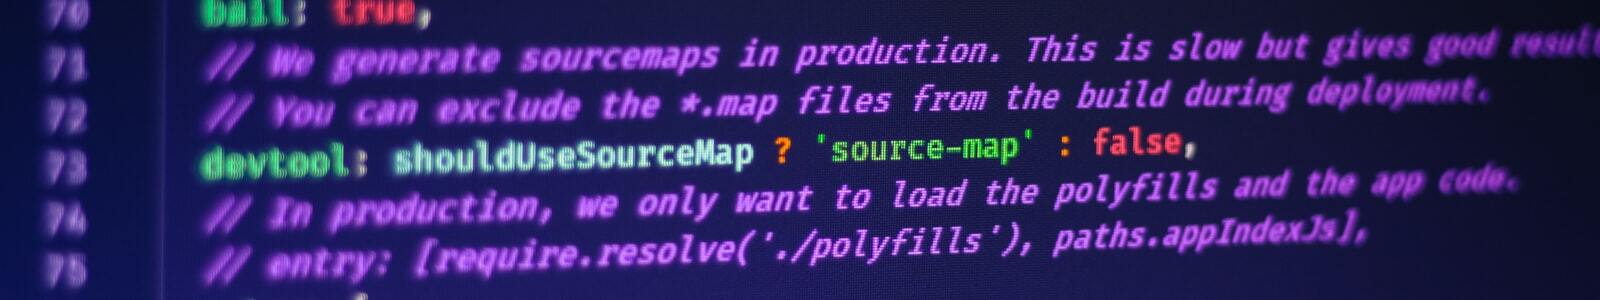 70 bail: true,
71 // We generate sourcemaps in production. This is slow but gives good
72 // You can exclude the *.map files from the build during deployment.
73 devtool: shouldUseSourceMap ? 'source-map' : false,
74 // In production, we only want to load the polyfills and the app code.
75 // entry: [require.resolve('./polyfills'), paths.appIndexJs],